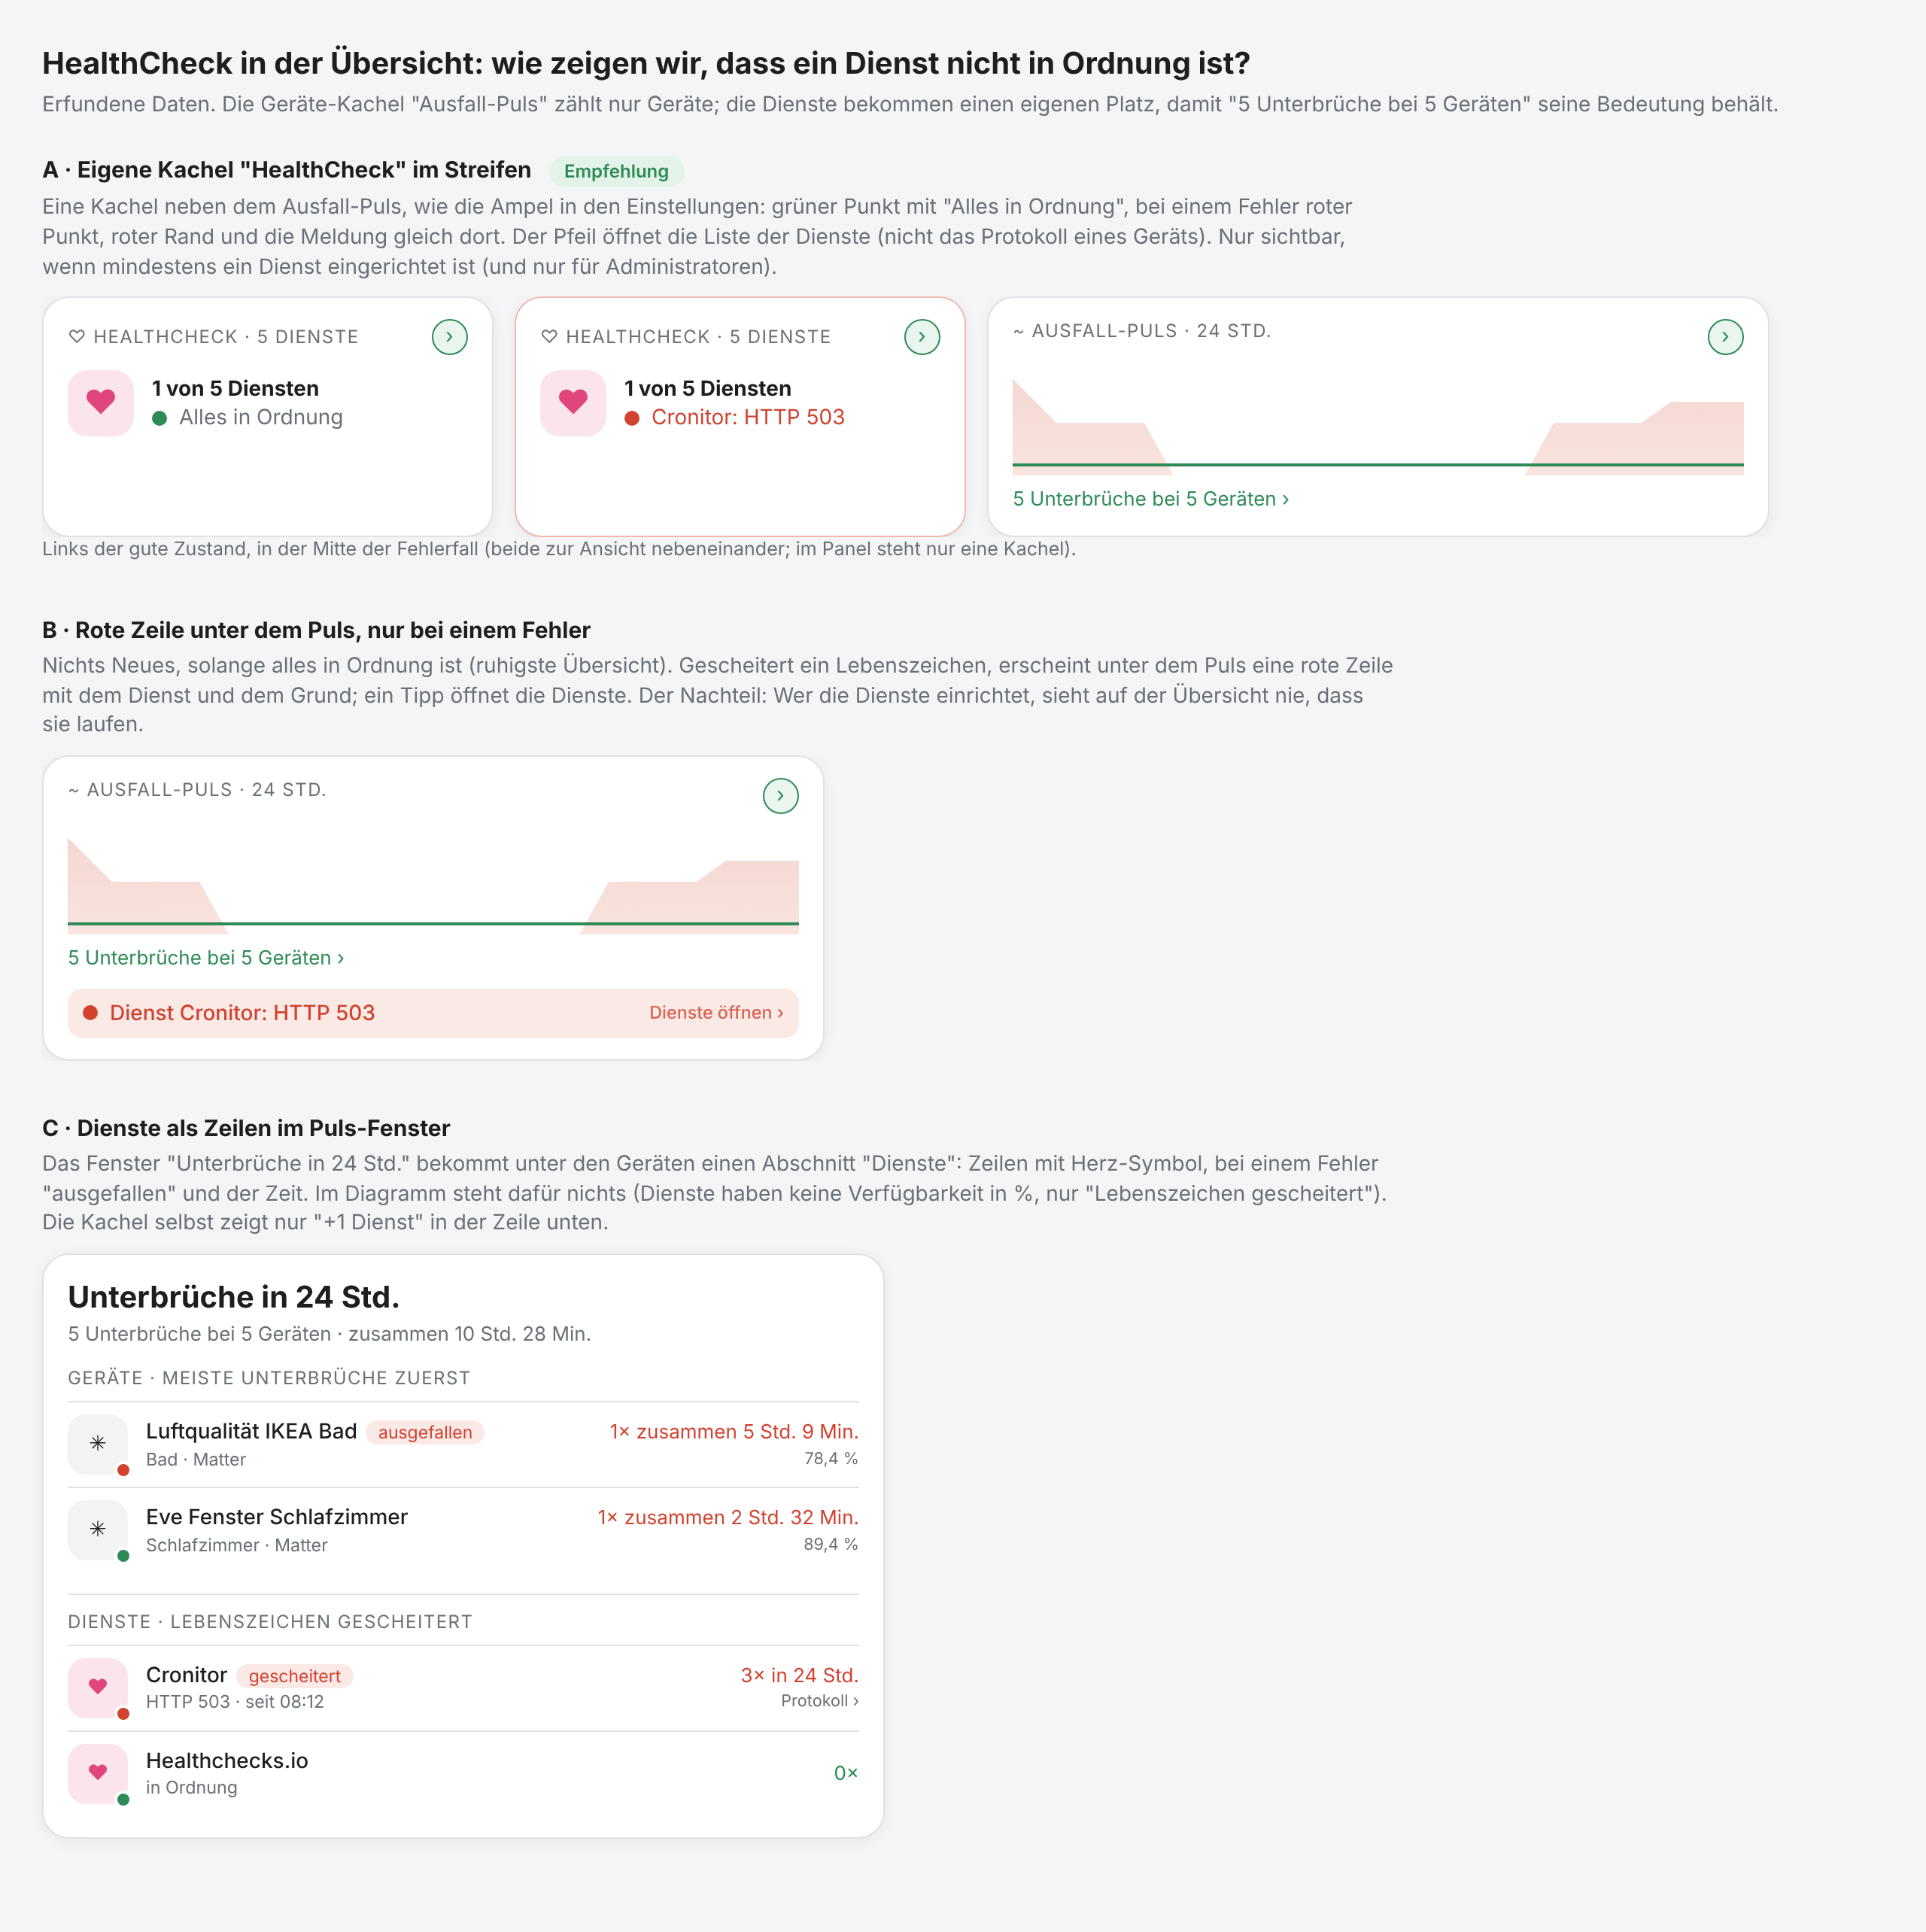 HealthCheck in der Übersicht: wie zeigen wir, dass ein Dienst nicht in Ordnung ist?
Erfundene Daten. Die Geräte-Kachel "Ausfall-Puls" zählt nur Geräte; die Dienste bekommen einen eigenen Platz, damit "5 Unterbrüche bei 5 Geräten" seine Bedeutung behält.
A · Eigene Kachel "HealthCheck" im Streifen Empfehlung
Eine Kachel neben dem Ausfall-Puls, wie die Ampel in den Einstellungen: grüner Punkt mit "Alles in Ordnung", bei einem Fehler roter
Punkt, roter Rand und die Meldung gleich dort. Der Pfeil öffnet die Liste der Dienste (nicht das Protokoll eines Geräts). Nur sichtbar,
wenn mindestens ein Dienst eingerichtet ist (und nur für Administratoren).
♡ HEALTHCHECK · 5 DIENSTE ›
1 von 5 Diensten
Alles in Ordnung
♡ HEALTHCHECK · 5 DIENSTE ›
1 von 5 Diensten
Cronitor: HTTP 503
~ AUSFALL-PULS · 24 STD. ›
5 Unterbrüche bei 5 Geräten ›
Links der gute Zustand, in der Mitte der Fehlerfall (beide zur Ansicht nebeneinander; im Panel steht nur eine Kachel).
B · Rote Zeile unter dem Puls, nur bei einem Fehler
Nichts Neues, solange alles in Ordnung ist (ruhigste Übersicht). Gescheitert ein Lebenszeichen, erscheint unter dem Puls eine rote Zeile
mit dem Dienst und dem Grund; ein Tipp öffnet die Dienste. Der Nachteil: Wer die Dienste einrichtet, sieht auf der Übersicht nie, dass
sie laufen.
~ AUSFALL-PULS · 24 STD. ›
5 Unterbrüche bei 5 Geräten ›
Dienst Cronitor: HTTP 503 Dienste öffnen ›
C · Dienste als Zeilen im Puls-Fenster
Das Fenster "Unterbrüche in 24 Std." bekommt unter den Geräten einen Abschnitt "Dienste": Zeilen mit Herz-Symbol, bei einem Fehler
"ausgefallen" und der Zeit. Im Diagramm steht dafür nichts (Dienste haben keine Verfügbarkeit in %, nur "Lebenszeichen gescheitert").
Die Kachel selbst zeigt nur "+1 Dienst" in der Zeile unten.
Unterbrüche in 24 Std.
5 Unterbrüche bei 5 Geräten · zusammen 10 Std. 28 Min.
GERÄTE · MEISTE UNTERBRÜCHE ZUERST
Luftqualität IKEA Bad ausgefallen 1× zusammen 5 Std. 9 Min.
Bad · Matter 78,4 %
Eve Fenster Schlafzimmer 1× zusammen 2 Std. 32 Min.
Schlafzimmer · Matter 89,4 %
DIENSTE · LEBENSZEICHEN GESCHEITERT
Cronitor gescheitert 3× in 24 Std.
HTTP 503 · seit 08:12 Protokoll ›
Healthchecks.io 0×
in Ordnung